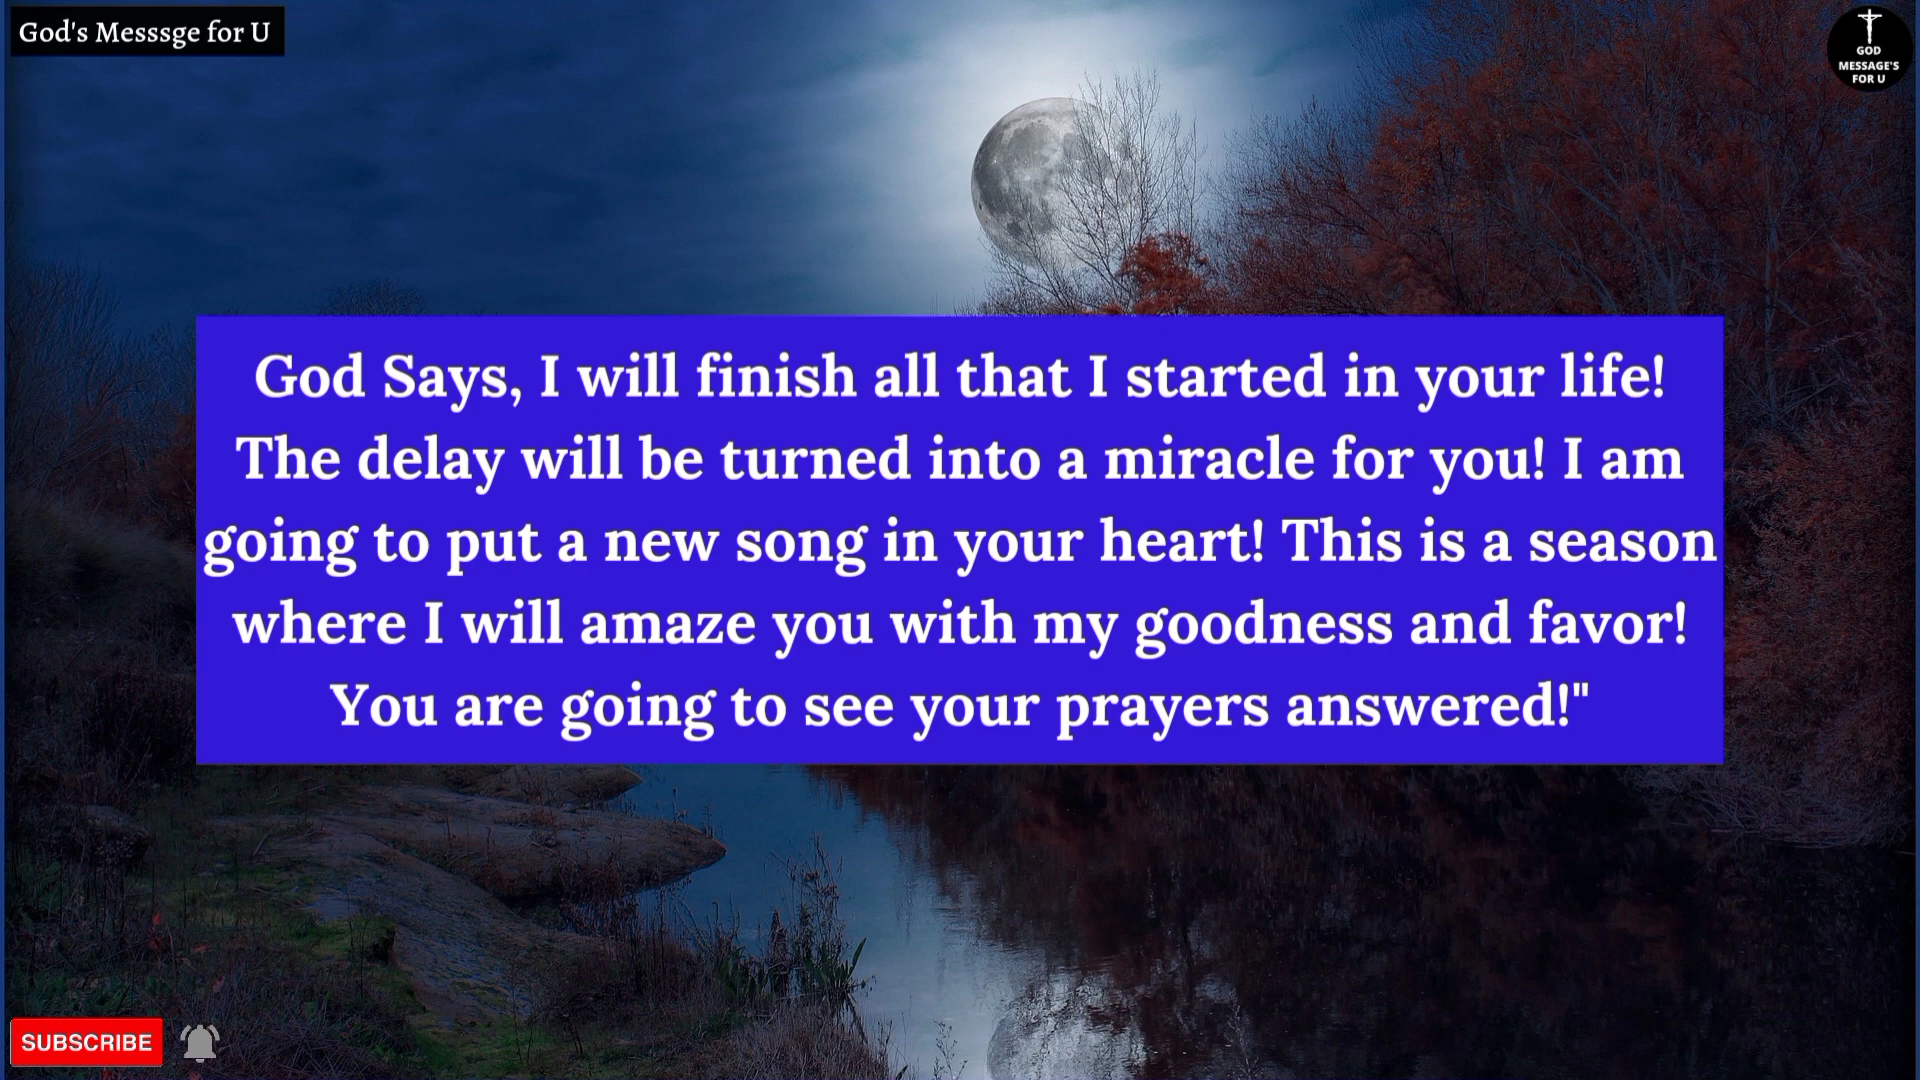 God's Messsge for U
GOD
MESSAGE'S
FOR U
God Says, I will finish all that I started in your life!
The delay will be turned into a miracle for you! I am
going to put a new song in your heart! This is a season
where I will amaze you with my goodness and favor!
You are going to see your prayers answered!"
SUBSCRIBE